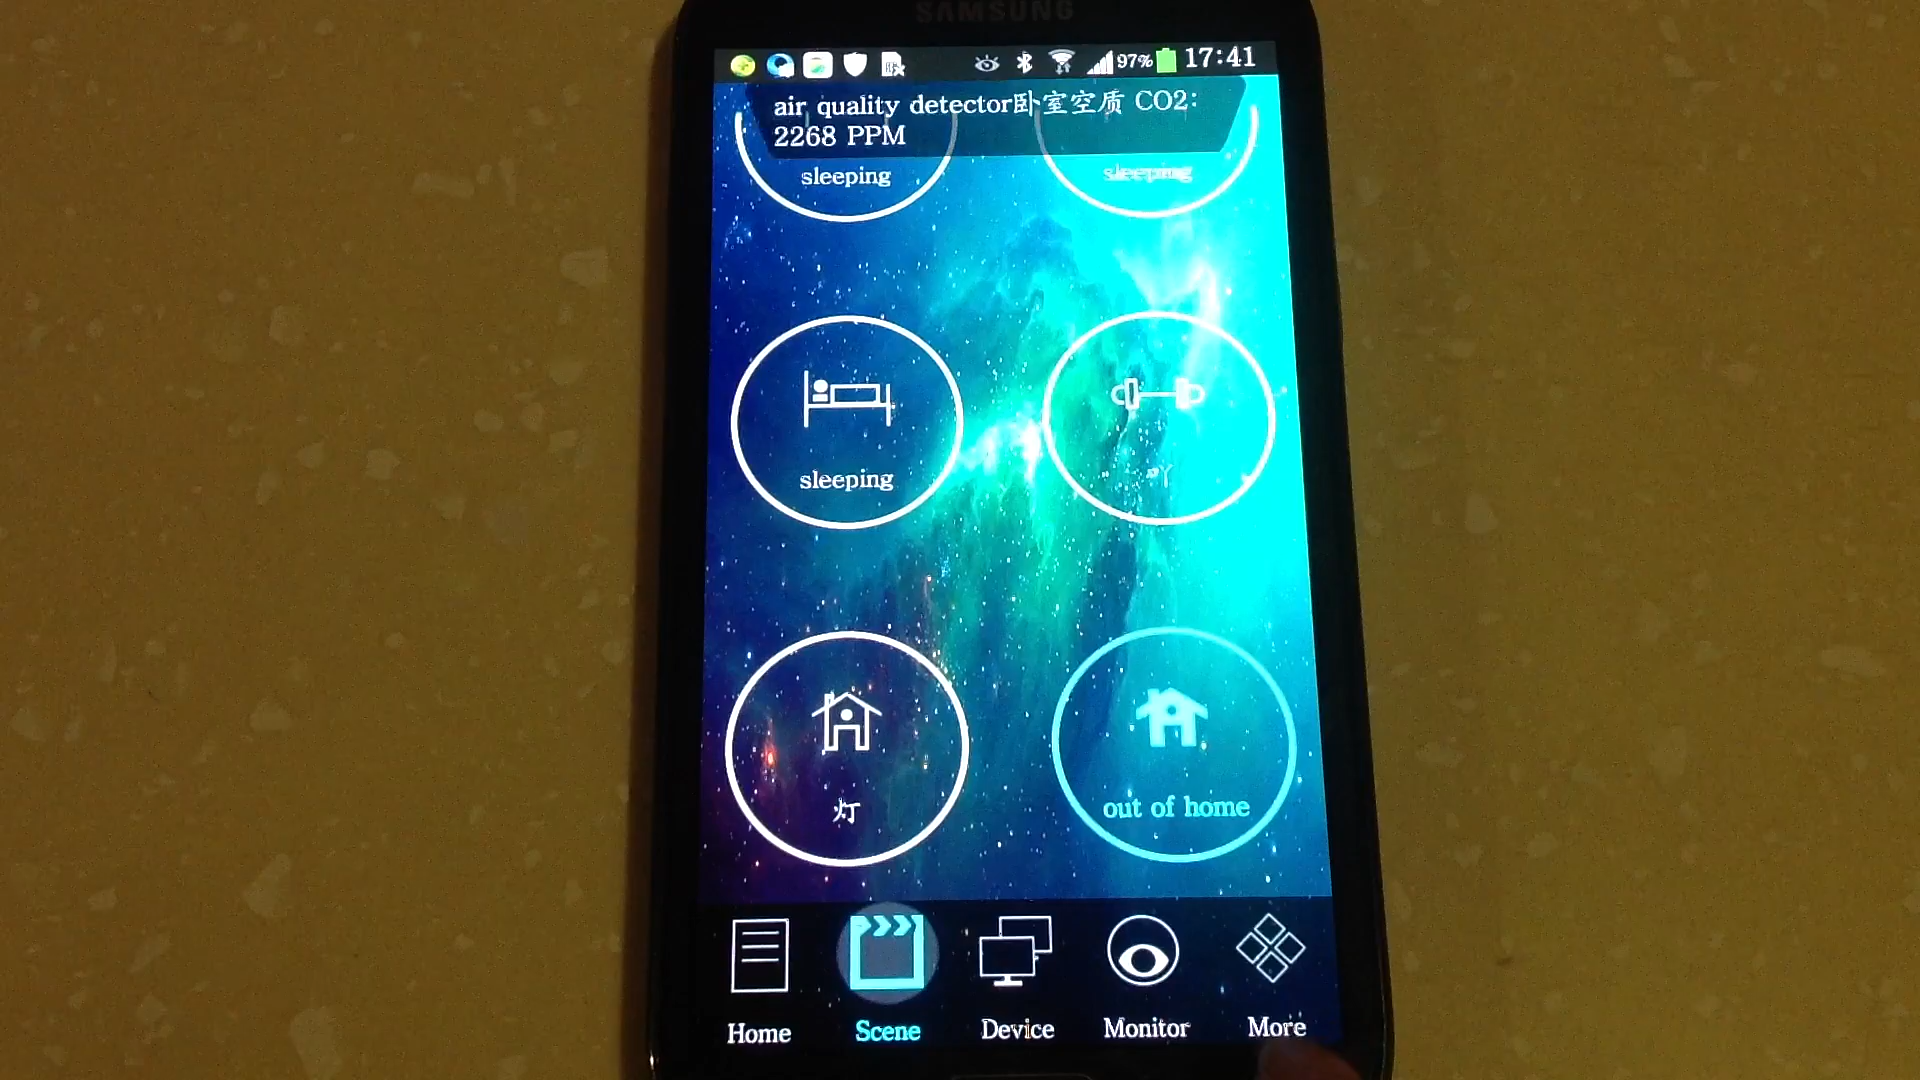 SAMSUNG
97% 17:41
air quality detector卧室空质 CO2:
2268 PPM
sleeping
sleeping
sleeping
灯
out of home
Home
Scene
Device
Monitor
More